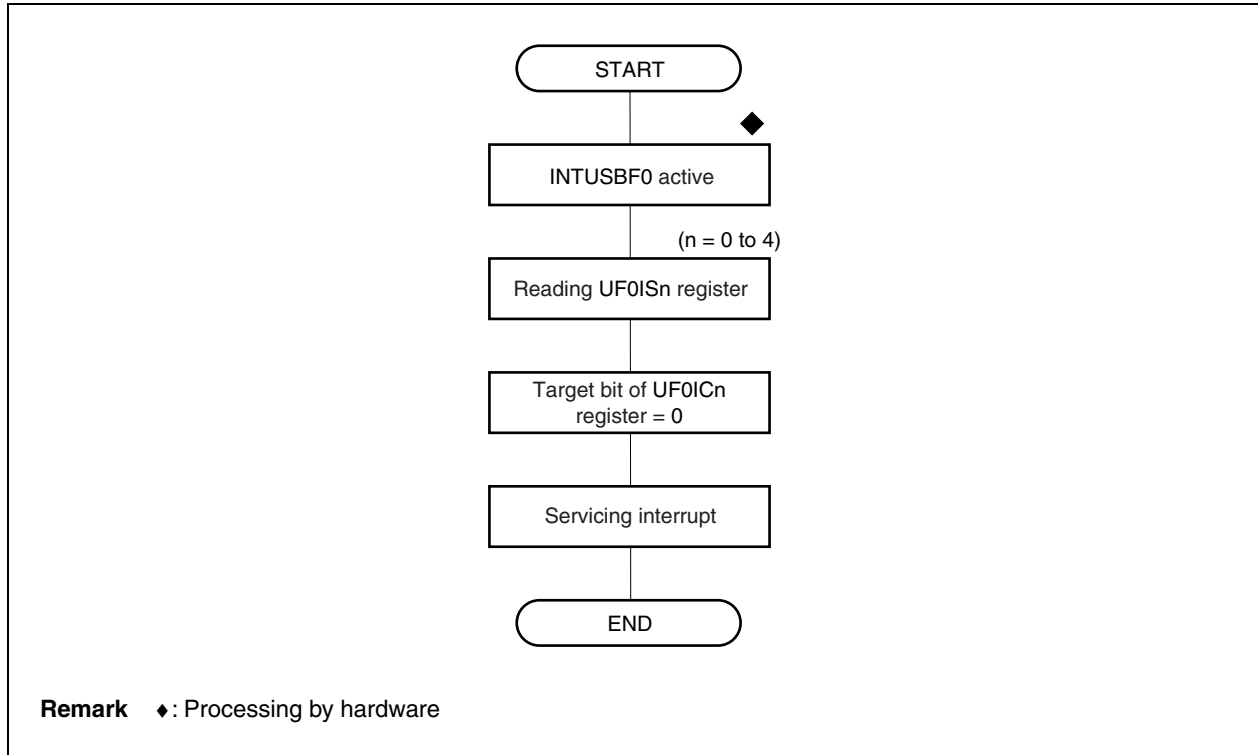 START
◆
INTUSBF0 active
(n = 0 to 4)
Reading UF0ISn register
Target bit of UF0ICn
register = 0
Servicing interrupt
END
Remark ♦: Processing by hardware